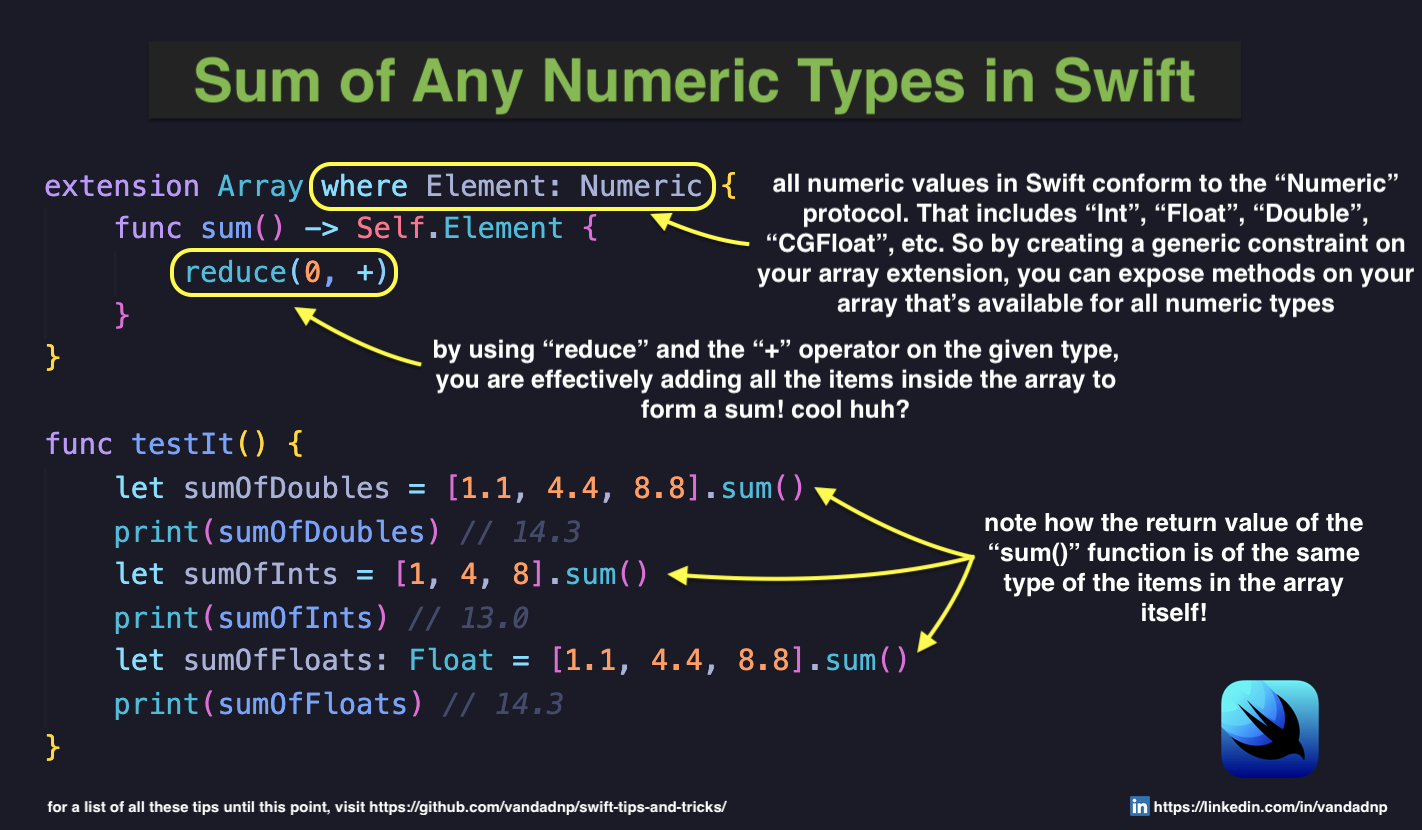 Sum of Any Numeric Types in Swift
extension Array where Element: Numeric {
func sum() -> Self.Element {
reduce(0, +)
}
}
all numeric values in Swift conform to the “Numeric”
protocol. That includes “Int”, “Float”, “Double”,
“CGFloat”, etc. So by creating a generic constraint on
your array extension, you can expose methods on your
array that’s available for all numeric types
by using “reduce” and the “+” operator on the given type,
you are effectively adding all the items inside the array to
form a sum! cool huh?
func testIt() {
let sumOfDoubles = [1.1, 4.4, 8.8].sum()
print(sumOfDoubles) // 14.3
let sumOfInts = [1, 4, 8].sum()
print(sumOfInts) // 13.0
let sumOfFloats: Float = [1.1, 4.4, 8.8].sum()
print(sumOfFloats) // 14.3
}
note how the return value of the
“sum()” function is of the same
type of the items in the array
itself!
for a list of all these tips until this point, visit https://github.com/vandadnp/swift-tips-and-tricks/
in https://linkedin.com/in/vandadnp